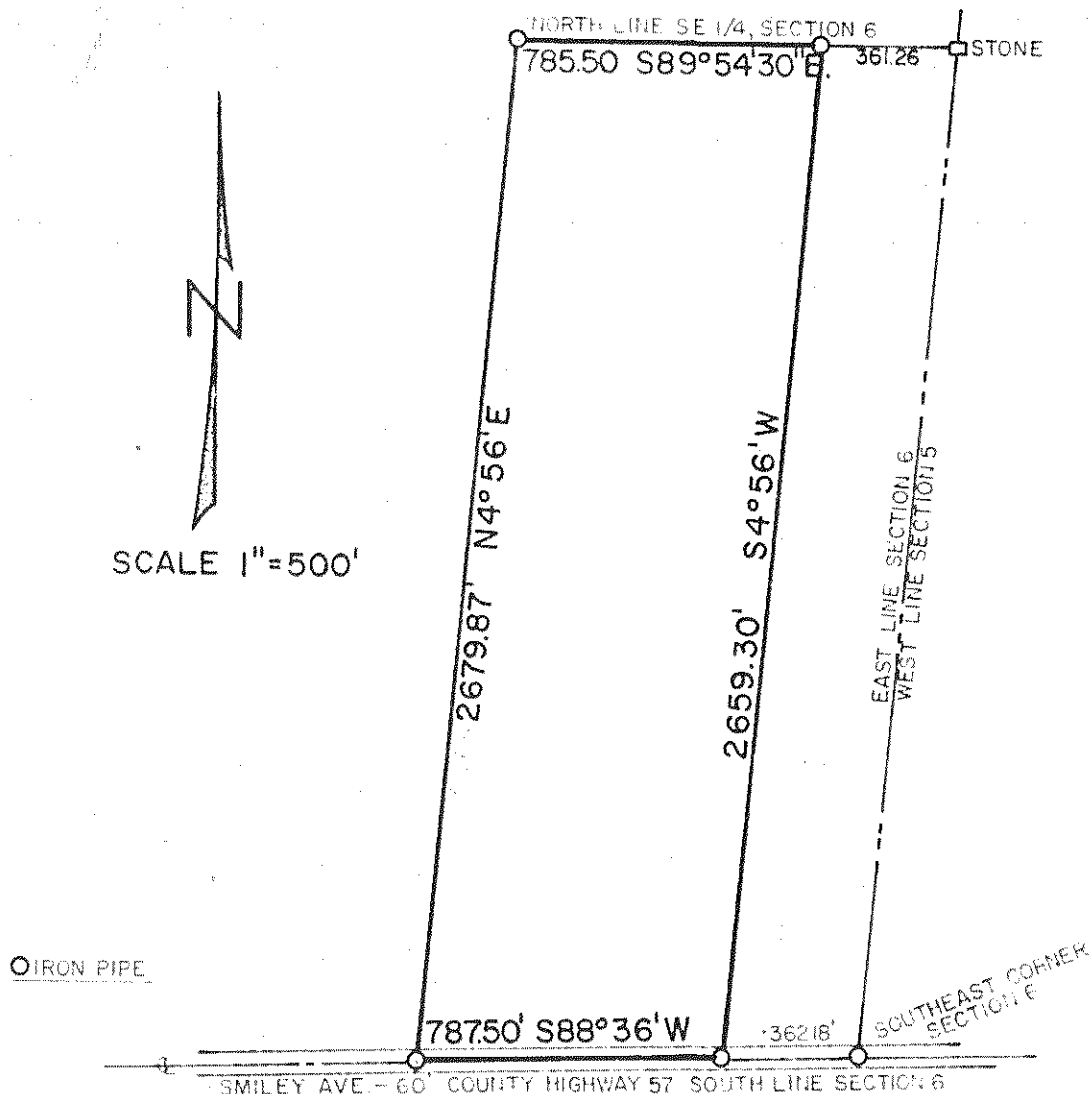 NORTH LINE SE 1/4, SECTION 6
785.50 S89°54'30"E.
361.26
STONE
N
SCALE 1"=500'
2679.87' N4°56'E
2659.30' S4°56'W
EAST LINE SECTION 6
WEST LINE SECTION 5
O IRON PIPE
787.50' S88°36'W
362.18'
SOUTHEAST CORNER
SECTION 6
SMILEY AVE. - 60' COUNTY HIGHWAY 57 SOUTH LINE SECTION 6